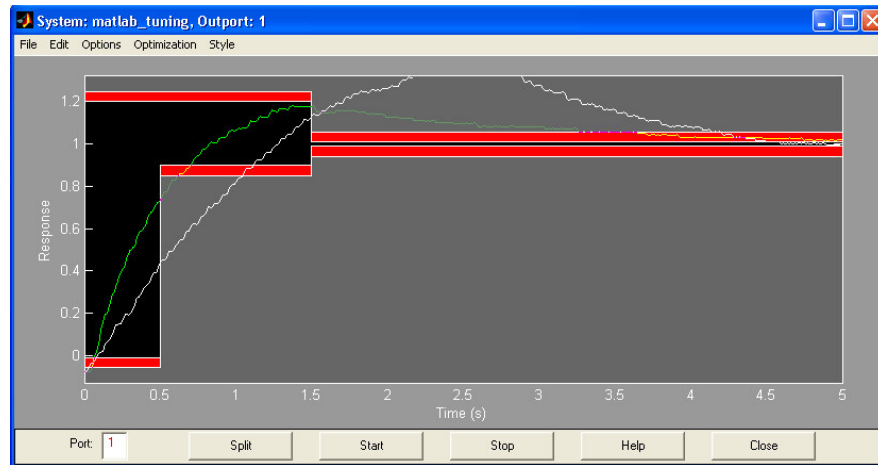 System: matlab_tuning, Outport: 1
File Edit Options Optimization Style
1.2
1
0.8
0.6
0.4
0.2
0
Response
0 0.5 1 1.5 2 2.5 3 3.5 4 4.5 5
Time (s)
Port: 1 Split Start Stop Help Close